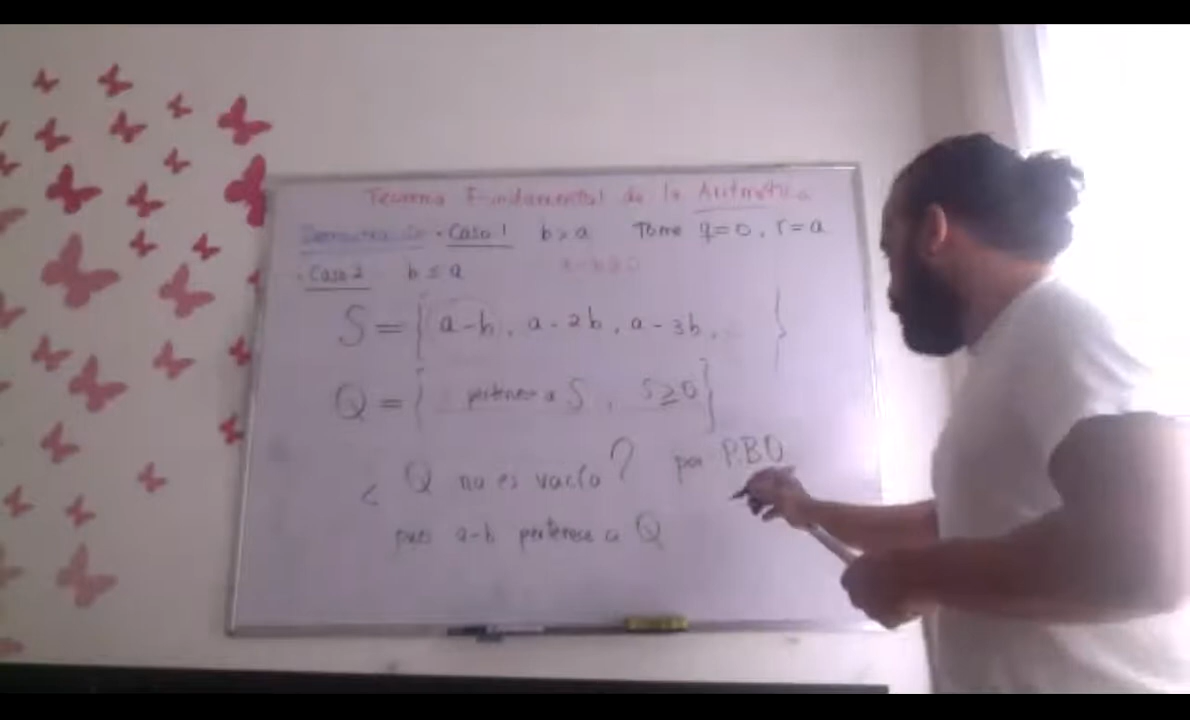 Teorema Fundamental de la Aritmética
Demostración • Caso 1 b > a Tome q=0, r=a
• Caso 2 b ≤ a a-b≥0
S = { a-b, a-2b, a-3b, ... }
Q = { pertenece a S, S≥0 }
¿ Q no es vacío? por P.B.O
pues a-b pertenece a Q